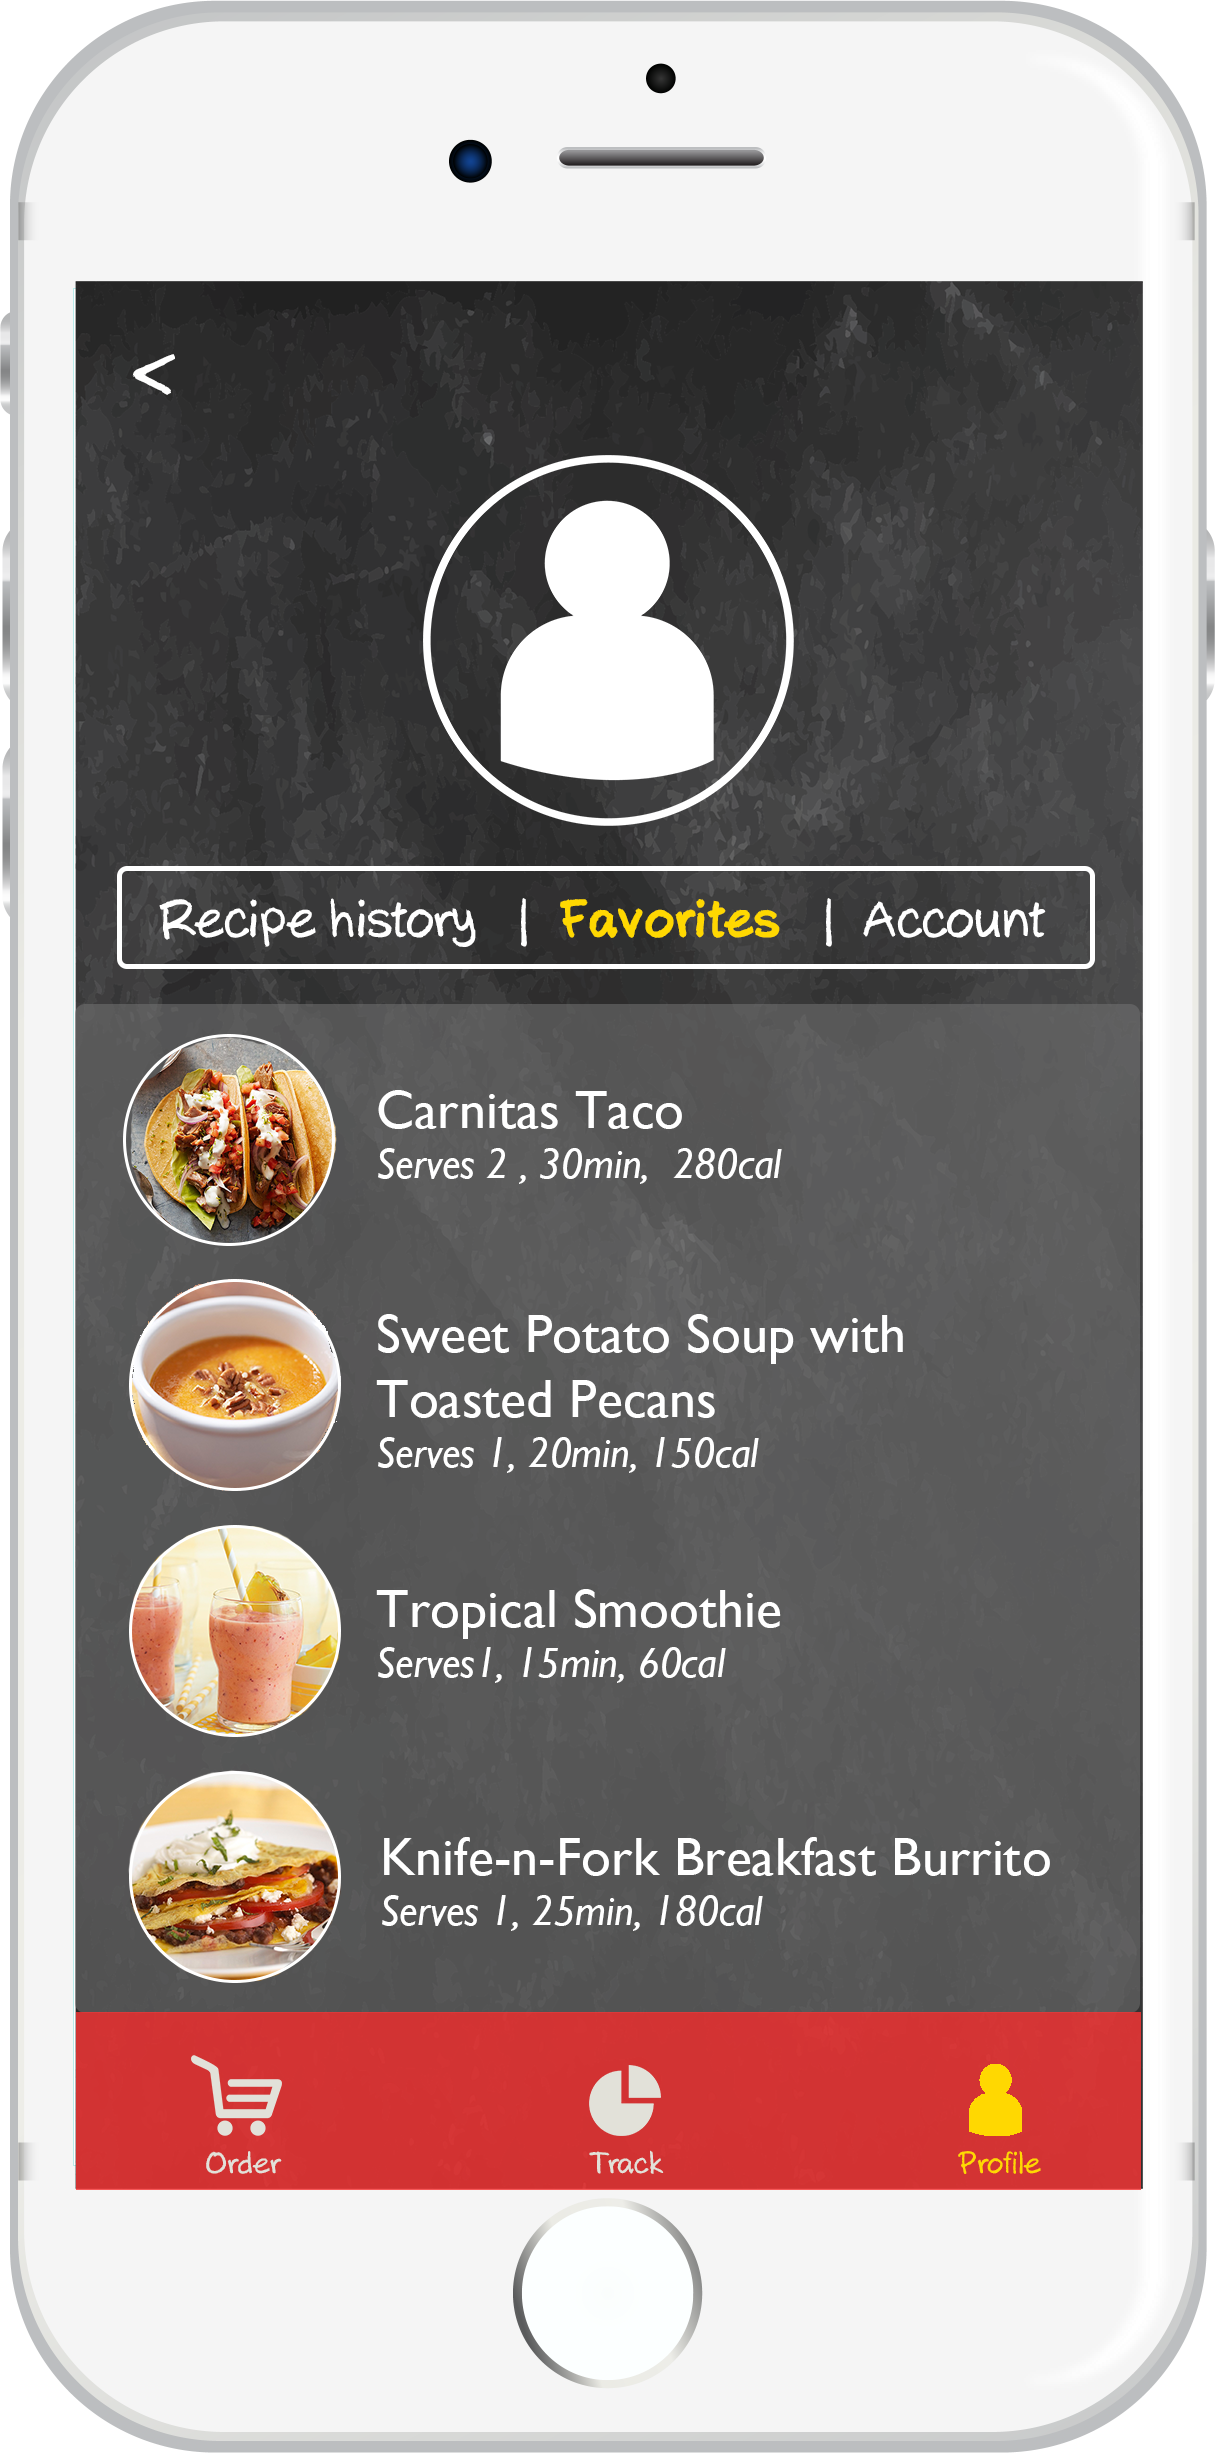 <
Recipe history | Favorites | Account
Carnitas Taco
Serves 2 , 30min,  280cal
Sweet Potato Soup with
Toasted Pecans
Serves 1, 20min, 150cal
Tropical Smoothie
Serves1, 15min, 60cal
Knife-n-Fork Breakfast Burrito
Serves 1, 25min, 180cal
Order Track Profile